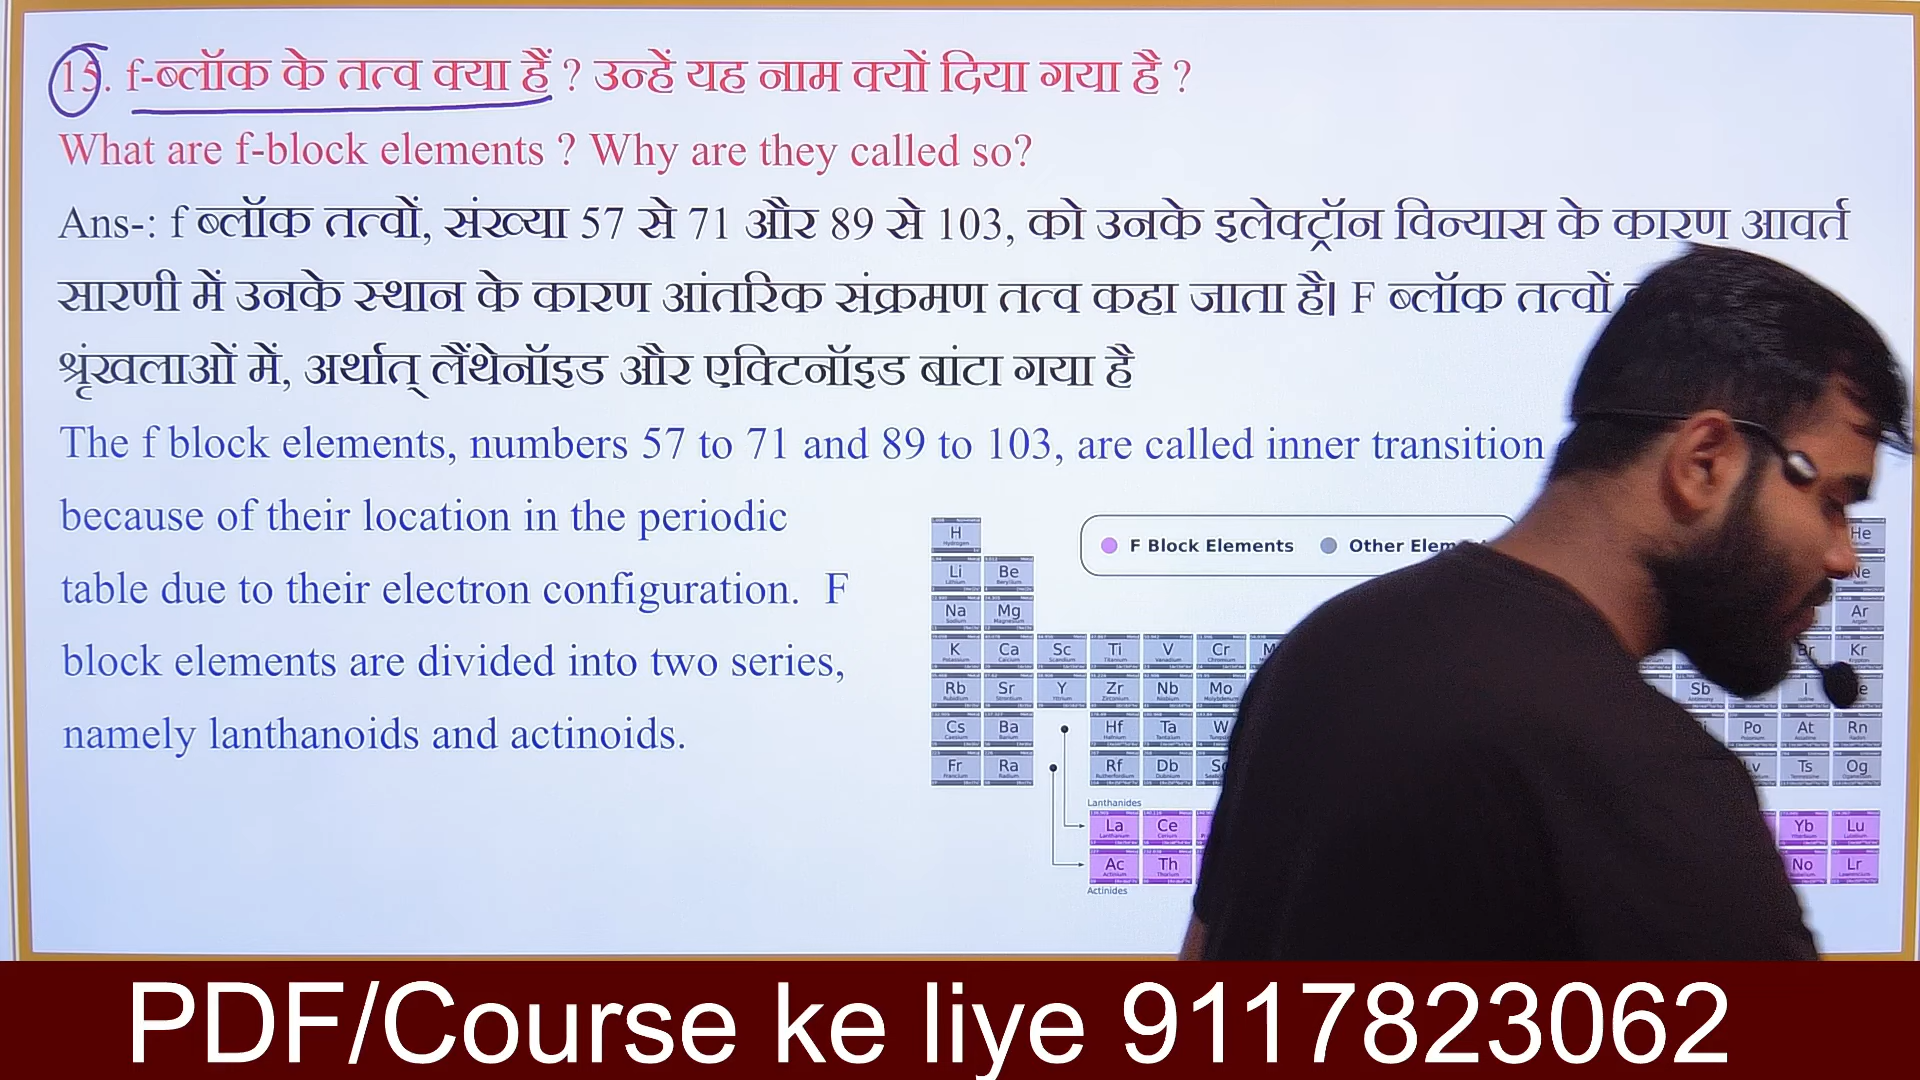 15. f-ब्लॉक के तत्व क्या हैं ? उन्हें यह नाम क्यों दिया गया है ?
What are f-block elements ? Why are they called so?
Ans-: f ब्लॉक तत्वों, संख्या 57 से 71 और 89 से 103, को उनके इलेक्ट्रॉन विन्यास के कारण आवर्त
सारणी में उनके स्थान के कारण आंतरिक संक्रमण तत्व कहा जाता है। F ब्लॉक तत्वों
श्रृंखलाओं में, अर्थात् लैंथेनॉइड और एक्टिनॉइड बांटा गया है
The f block elements, numbers 57 to 71 and 89 to 103, are called inner transition
because of their location in the periodic
table due to their electron configuration. F
block elements are divided into two series,
namely lanthanoids and actinoids.
F Block Elements Other
H He
Li Be Ne
Na Mg Ar
K Ca Sc Ti V Cr Br Kr
Rb Sr Y Zr Nb Mo Sb I
Cs Ba Hf Ta W Po At Rn
Fr Ra Rf Db Lv Ts Og
Lanthanides
La Ce Yb Lu
Ac Th No Lr
Actinides
PDF/Course ke liye 9117823062